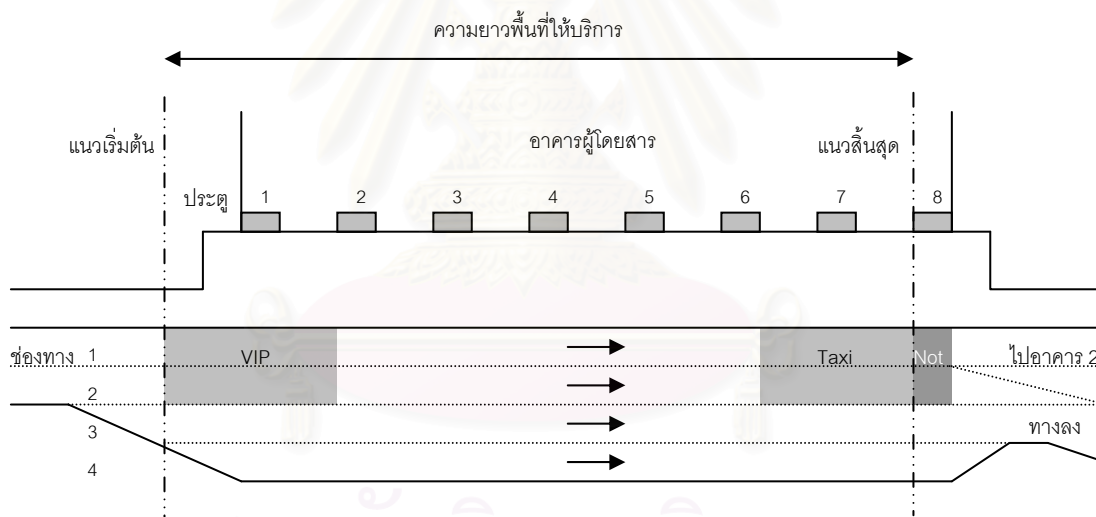 ความยาวพื้นที่ให้บริการ
แนวเริ่มต้น
อาคารผู้โดยสาร
แนวสิ้นสุด
ประตู 1 2 3 4 5 6 7 8
ช่องทาง 1 VIP Taxi Not ไปอาคาร 2
2
3 ทางลง
4